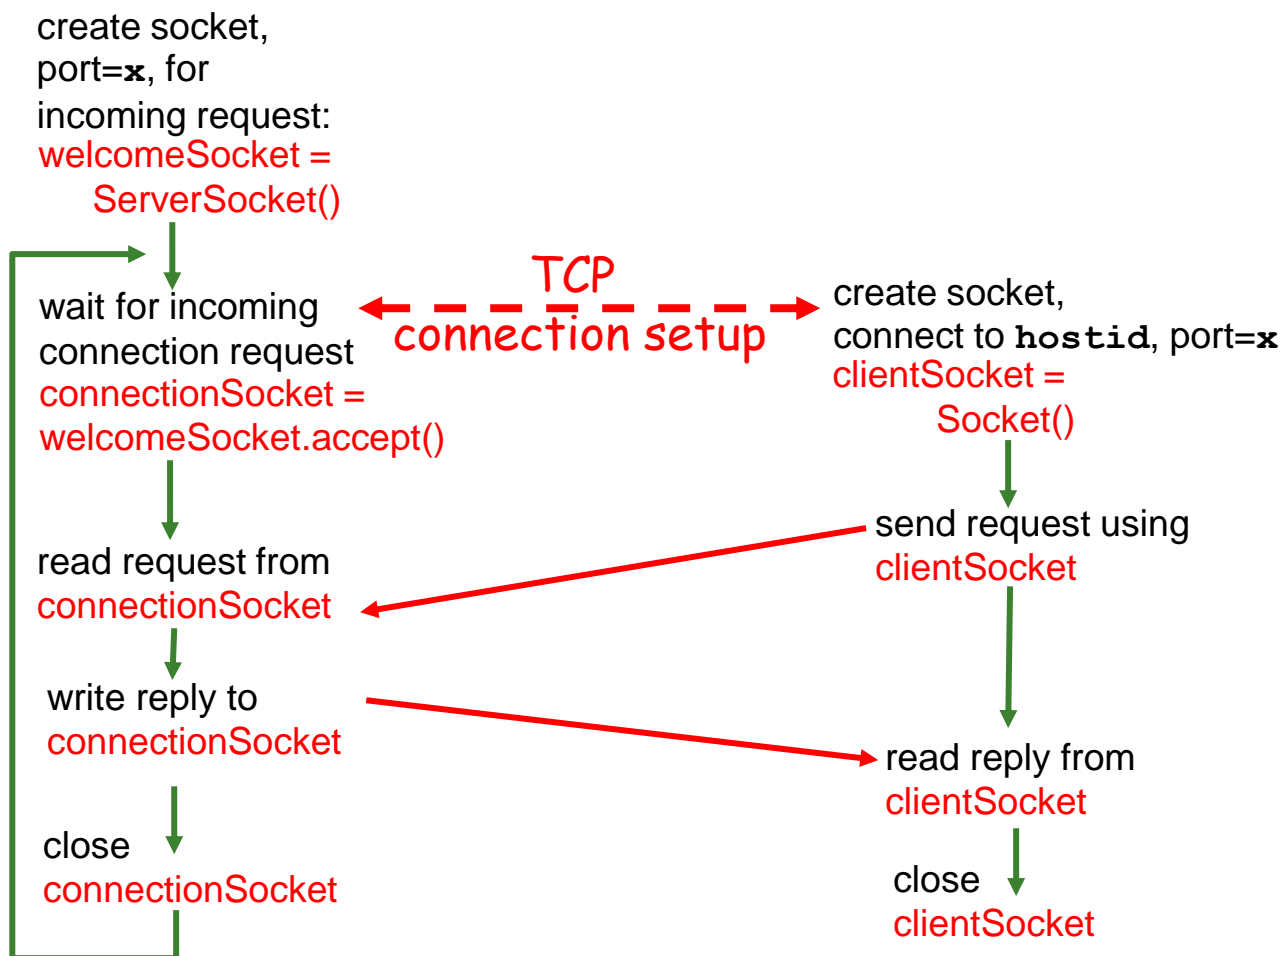 create socket,
port=x, for
incoming request:
welcomeSocket =
ServerSocket()
wait for incoming
connection request
connectionSocket =
welcomeSocket.accept()
read request from
connectionSocket
write reply to
connectionSocket
close
connectionSocket
TCP
connection setup
create socket,
connect to hostid, port=x
clientSocket =
Socket()
send request using
clientSocket
read reply from
clientSocket
close
clientSocket